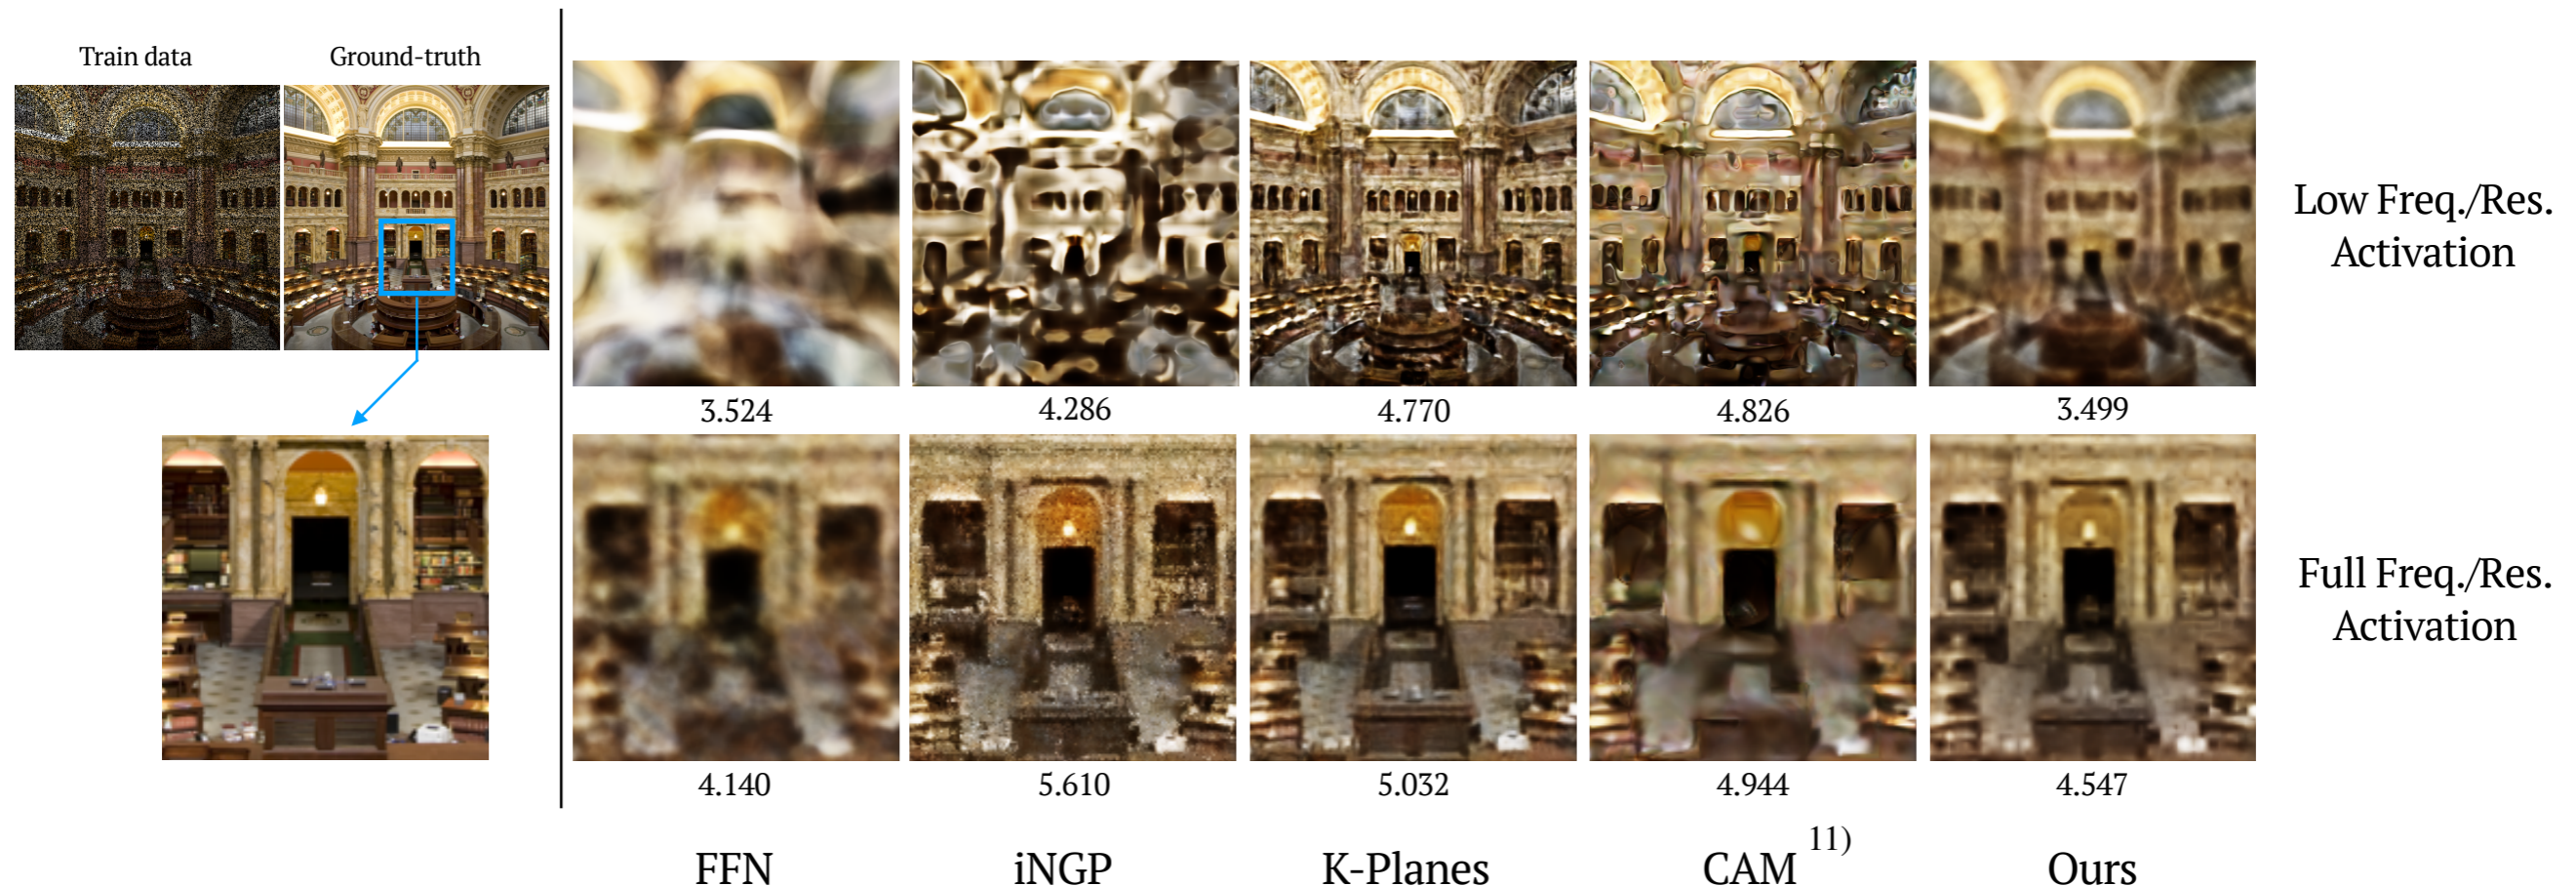 Train data
Ground-truth
3.524
4.286
4.770
4.826
3.499
Low Freq./Res.
Activation
4.140
5.610
5.032
4.944
4.547
Full Freq./Res.
Activation
FFN
iNGP
K-Planes
CAM 11)
Ours